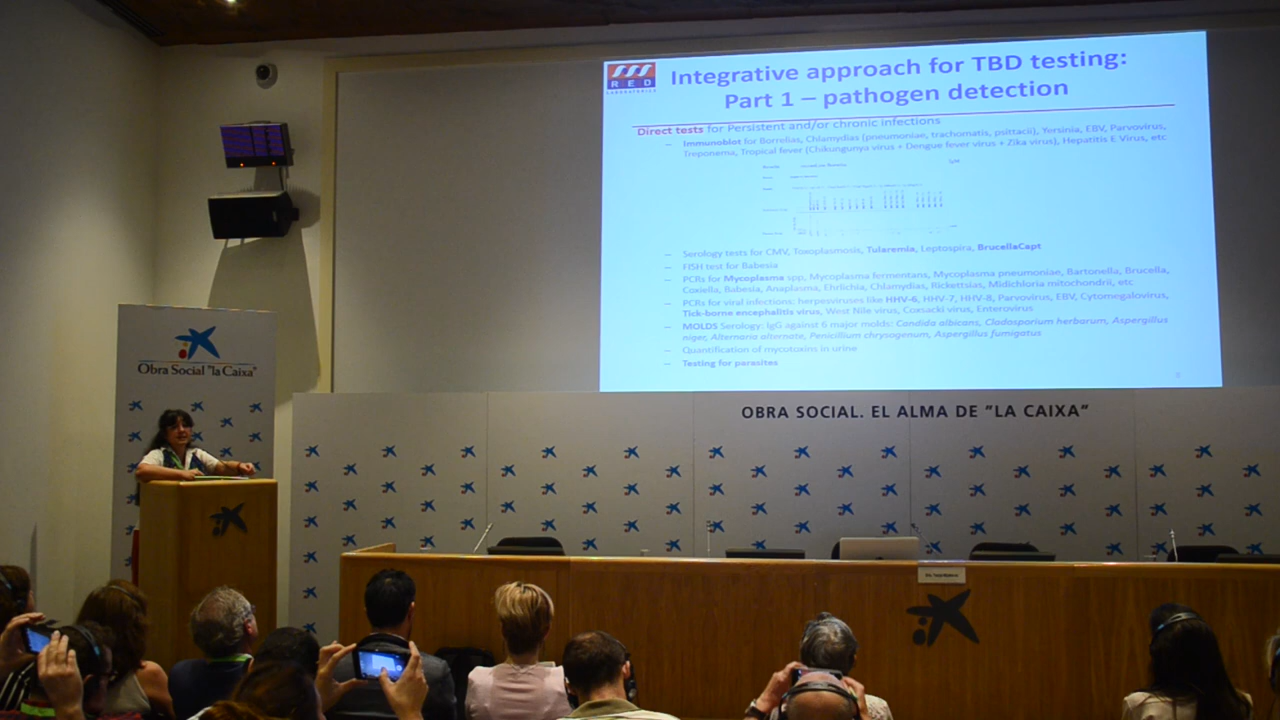 RED
LABORATORIES
Integrative approach for TBD testing:
Part 1 – pathogen detection
Direct tests for Persistent and/or chronic infections
– Immunoblot for Borrelias, Chlamydias (pneumoniae, trachomatis, psittacii), Yersinia, EBV, Parvovirus,
Treponema, Tropical fever (Chikungunya virus + Dengue fever virus + Zika virus), Hepatitis E Virus, etc
– Serology tests for CMV, Toxoplasmosis, Tularemia, Leptospira, BrucellaCapt
– FISH test for Babesia
– PCRs for Mycoplasma spp, Mycoplasma fermentans, Mycoplasma pneumoniae, Bartonella, Brucella,
Coxiella, Babesia, Anaplasma, Ehrlichia, Chlamydias, Rickettsias, Midichloria mitochondrii, etc
– PCRs for viral infections: herpesviruses like HHV-6, HHV-7, HHV-8, Parvovirus, EBV, Cytomegalovirus,
Tick-borne encephalitis virus, West Nile virus, Coxsacki virus, Enterovirus
– MOLDS Serology: IgG against 6 major molds: Candida albicans, Cladosporium herbarum, Aspergillus
niger, Alternaria alternate, Penicillium chrysogenum, Aspergillus fumigatus
– Quantification of mycotoxins in urine
– Testing for parasites
Obra Social "la Caixa"
OBRA SOCIAL. EL ALMA DE "LA CAIXA"